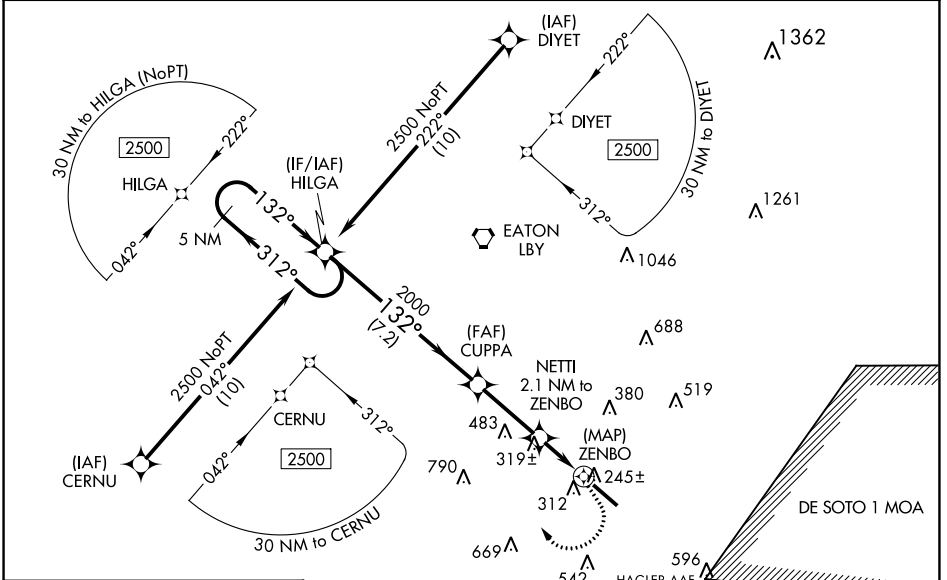 (IAF)
DIYET
1362
30 NM to HILGA (NoPT)
2500
222°
HILGA
042°
2500 NoPT
222°
(10)
222°
DIYET
2500
30 NM to DIYET
312°
(IF/IAF)
HILGA
132°
5 NM
312°
EATON
LBY
1261
1046
2000
132°
(7.2)
(FAF)
CUPPA
688
NETTI
2.1 NM to
ZENBO
380
519
2500 NoPT
042°
(10)
CERNU
312°
042°
2500
30 NM to CERNU
(IAF)
CERNU
483
319±
(MAP)
ZENBO
790
312
245±
DE SOTO 1 MOA
669
542
596
HAGLER AAF